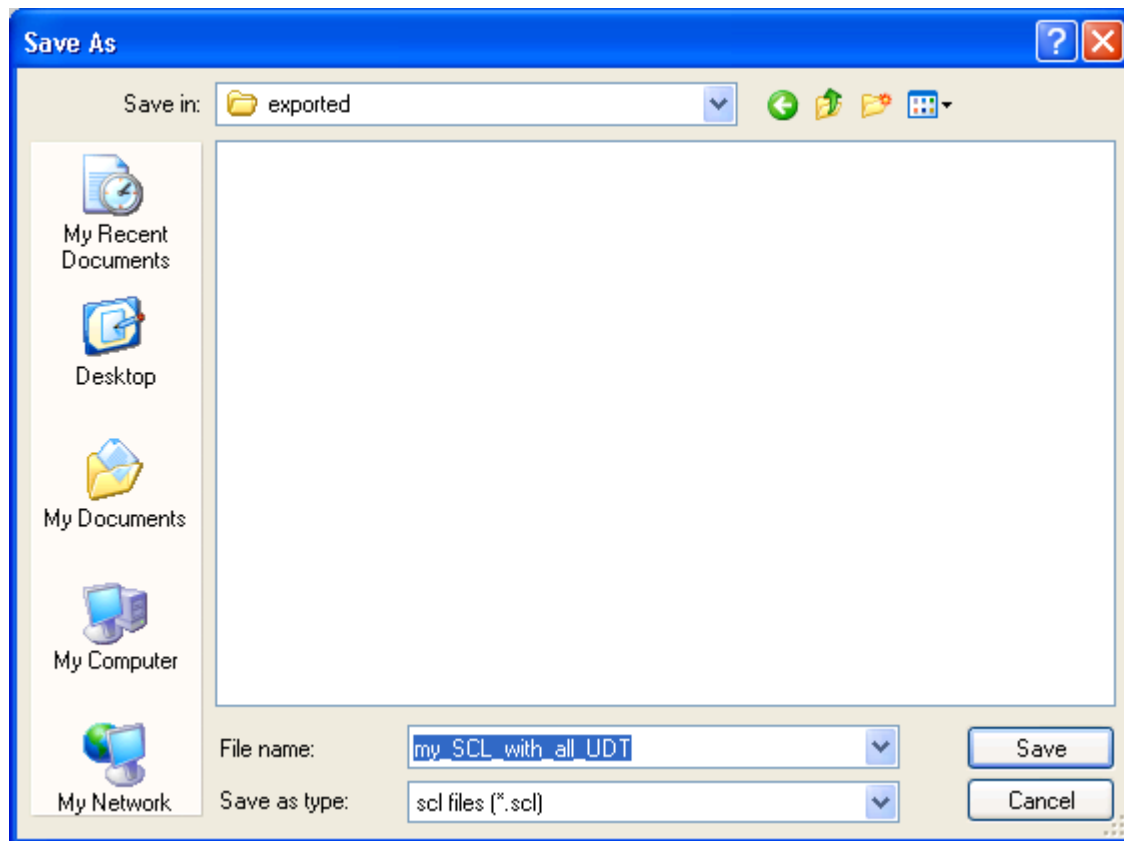 Save As
Save in: exported
My Recent
Documents
Desktop
My Documents
My Computer
My Network
File name: my_SCL_with_all_UDT
Save
Save as type: scl files (*.scl)
Cancel